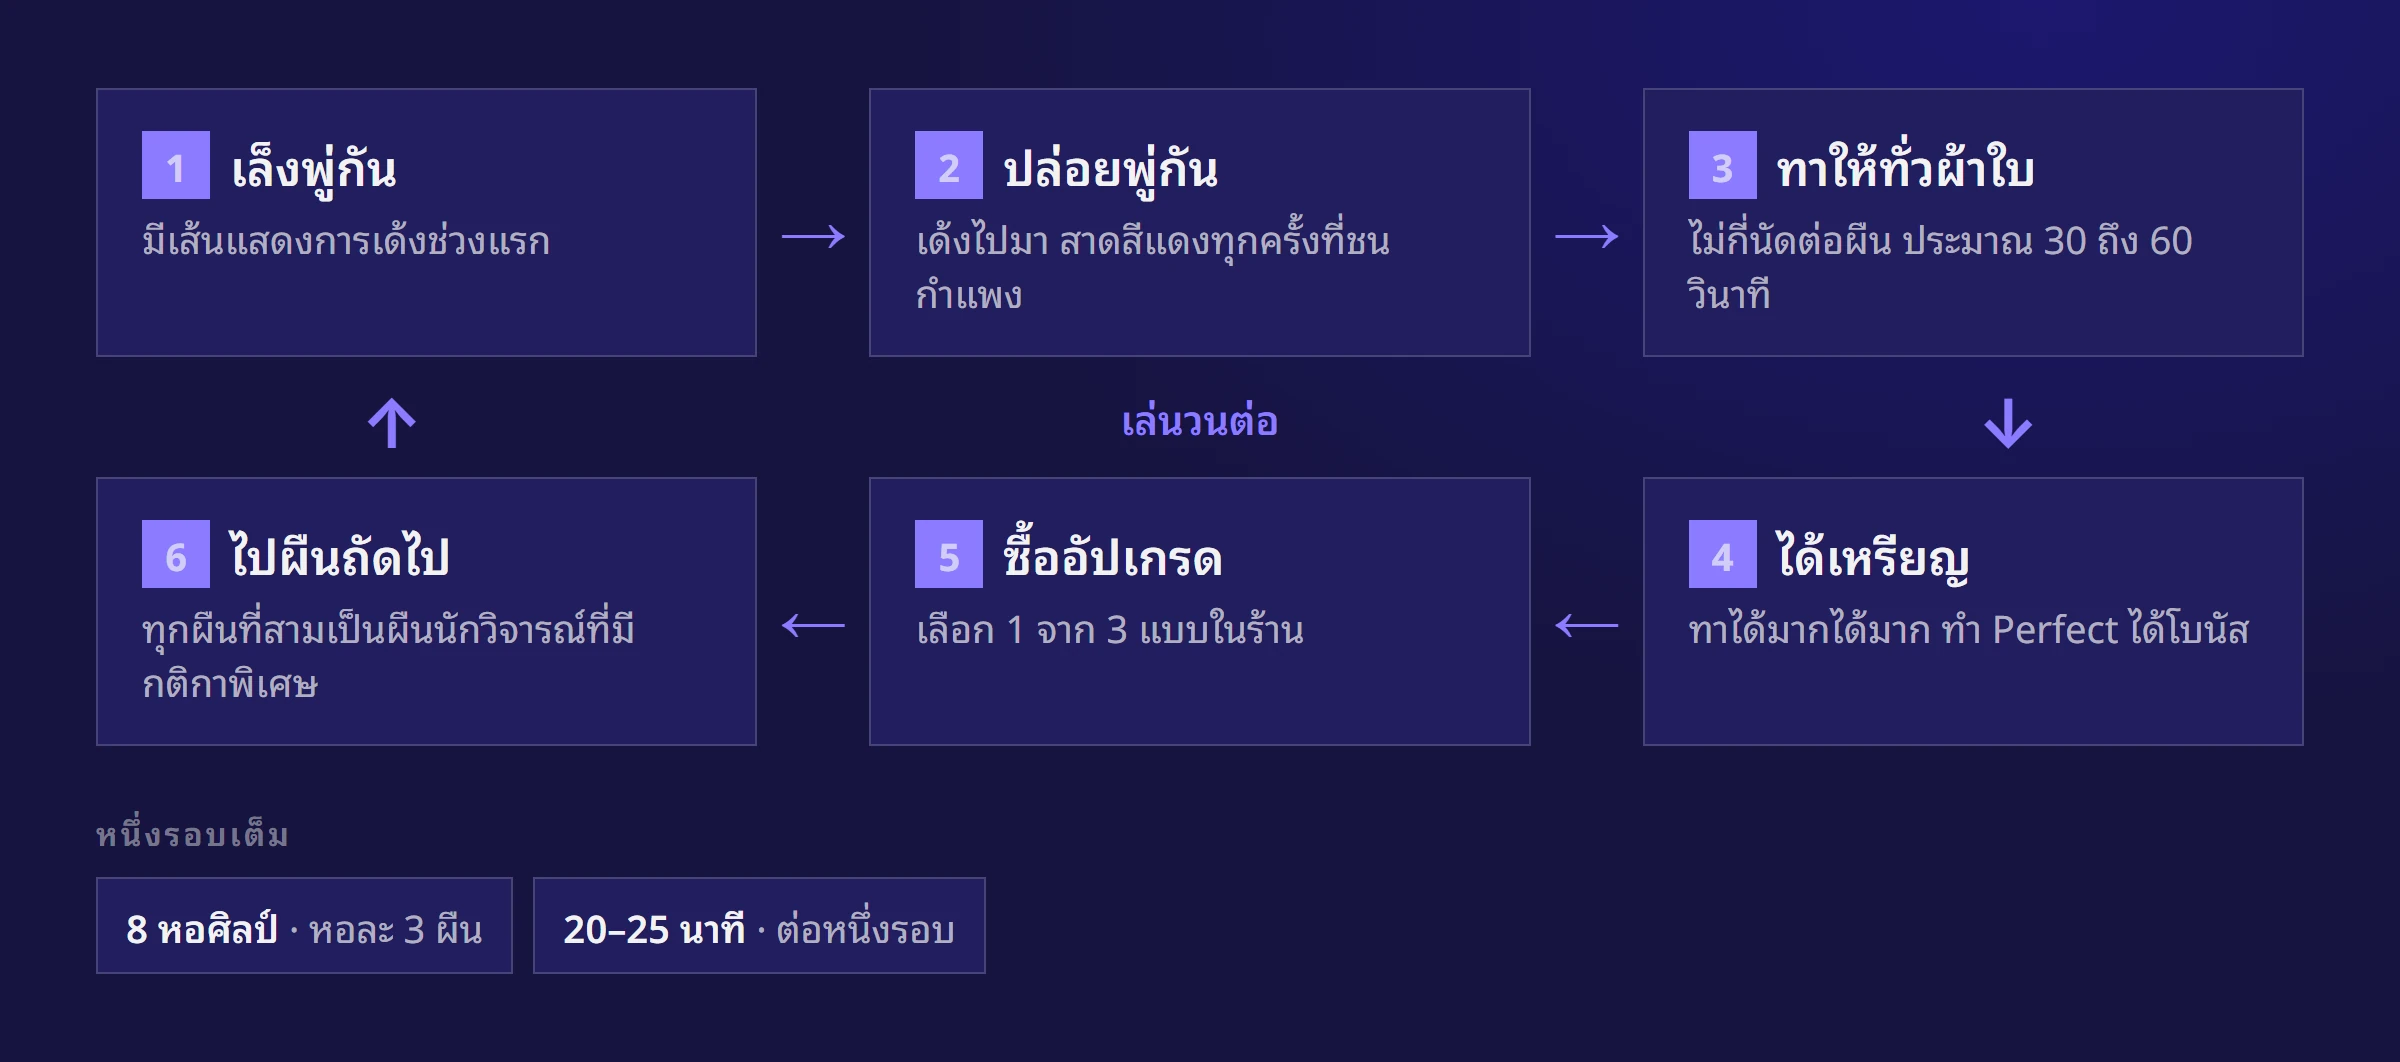 1 เล็งพู่กัน
มีเส้นแสดงการเด้งช่วงแรก
→
2 ปล่อยพู่กัน
เด้งไปมา สาดสีแดงทุกครั้งที่ชน
กำแพง
→
3 ทาให้ทั่วผ้าใบ
ไม่กี่นัดต่อผืน ประมาณ 30 ถึง 60
วินาที
↑
เล่นวนต่อ
↓
6 ไปผืนถัดไป
ทุกผืนที่สามเป็นผืนนักวิจารณ์ที่มี
กติกาพิเศษ
←
5 ซื้ออัปเกรด
เลือก 1 จาก 3 แบบในร้าน
←
4 ได้เหรียญ
ทาได้มากได้มาก ทำ Perfect ได้โบนัส
หนึ่งรอบเต็ม
8 หอศิลป์ · หอละ 3 ผืน
20–25 นาที · ต่อหนึ่งรอบ